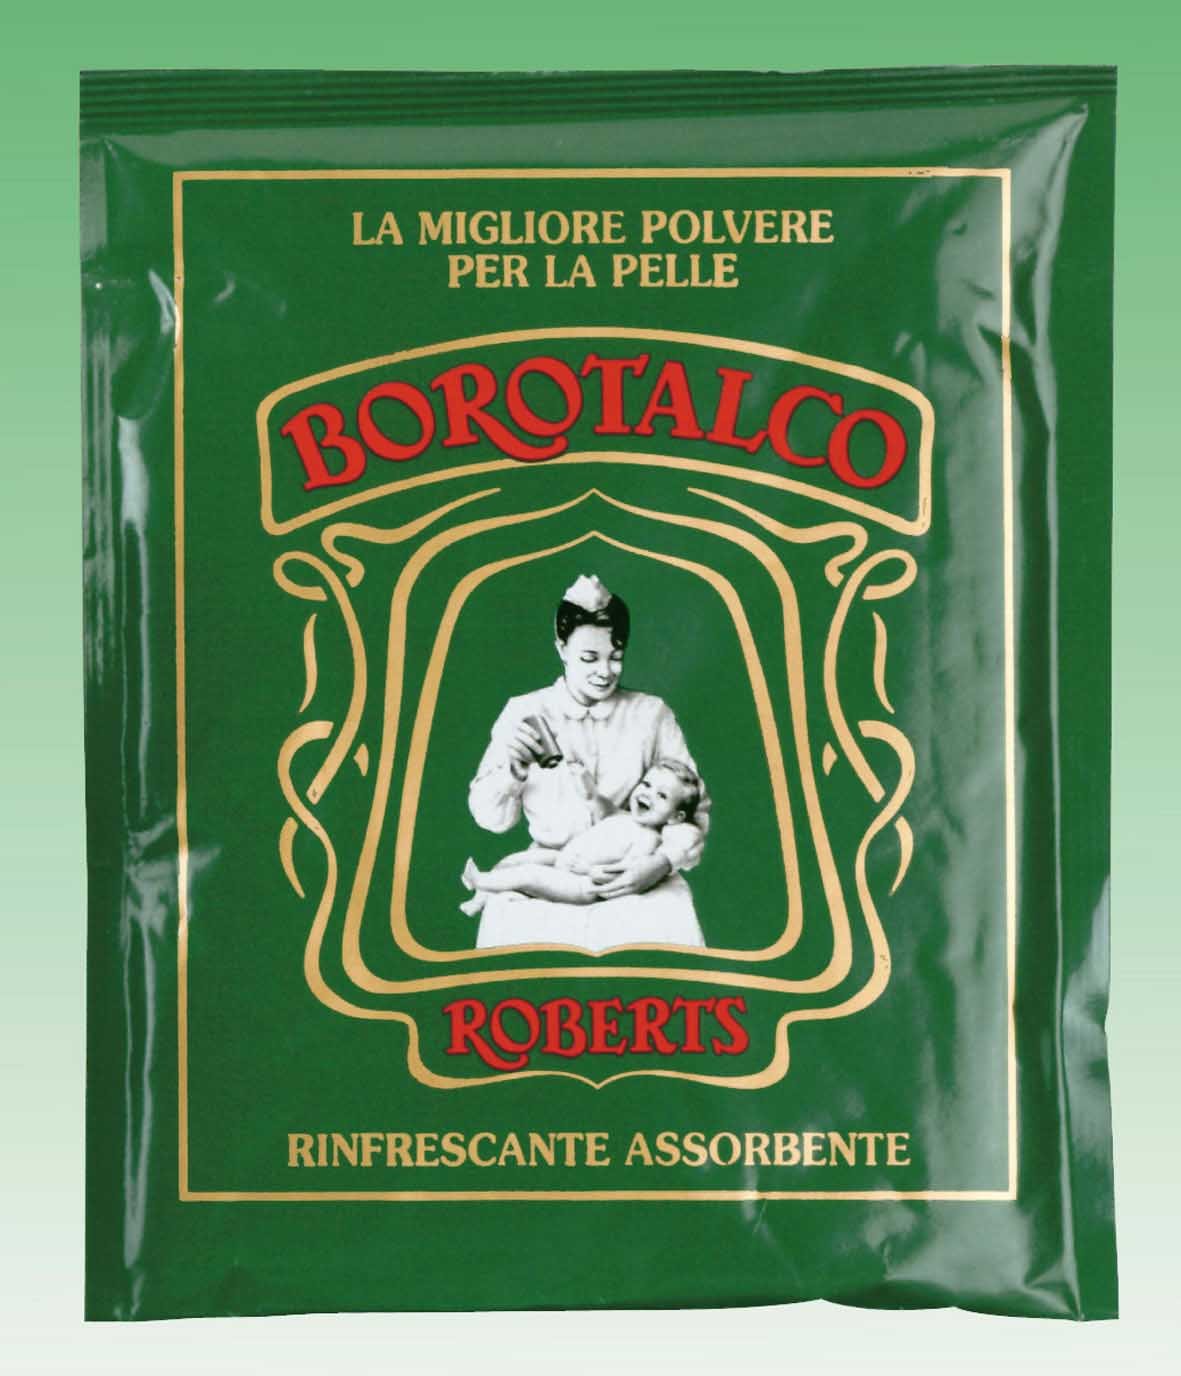 LA MIGLIORE POLVERE
PER LA PELLE
BOROTALCO
ROBERTS
RINFRESCANTE ASSORBENTE